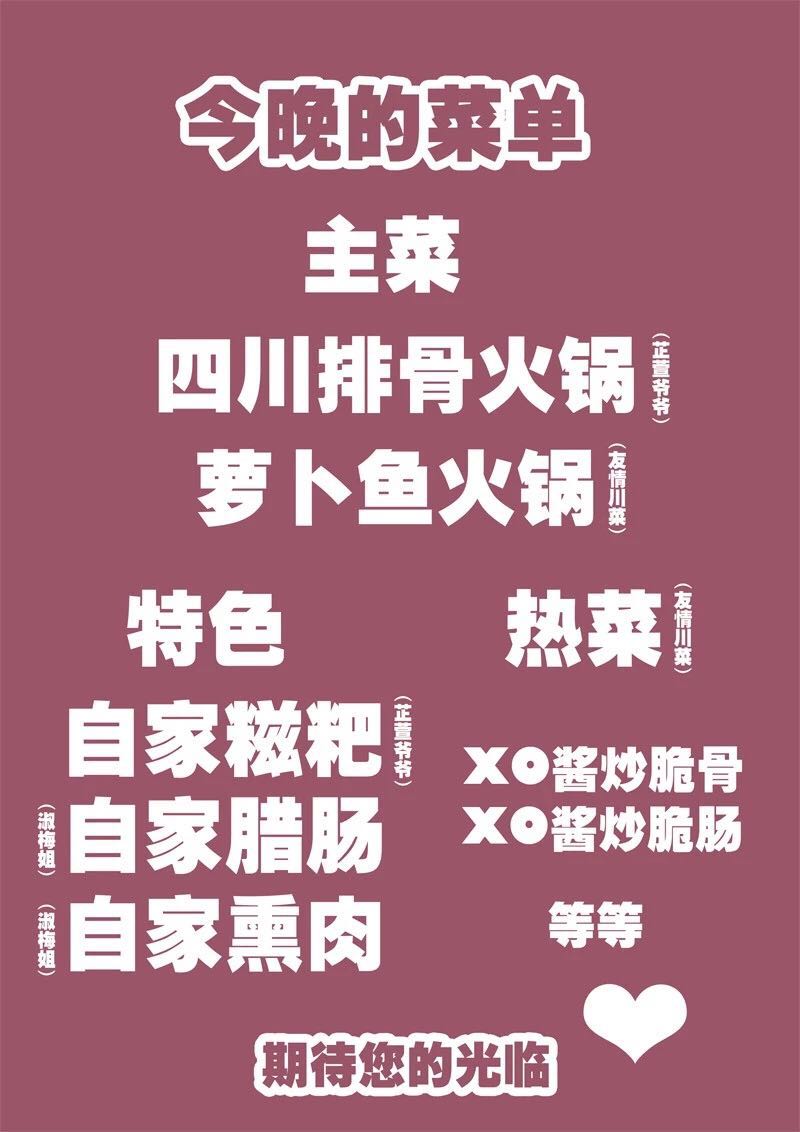 今晚的菜单
主菜
四川排骨火锅
(芷萱爷爷)
萝卜鱼火锅
(友情川菜)
特色
自家糍粑
(芷萱爷爷)
(淑梅姐)
自家腊肠
(淑梅姐)
自家熏肉
热菜
(友情川菜)
XO酱炒脆骨
XO酱炒脆肠
等等
期待您的光临